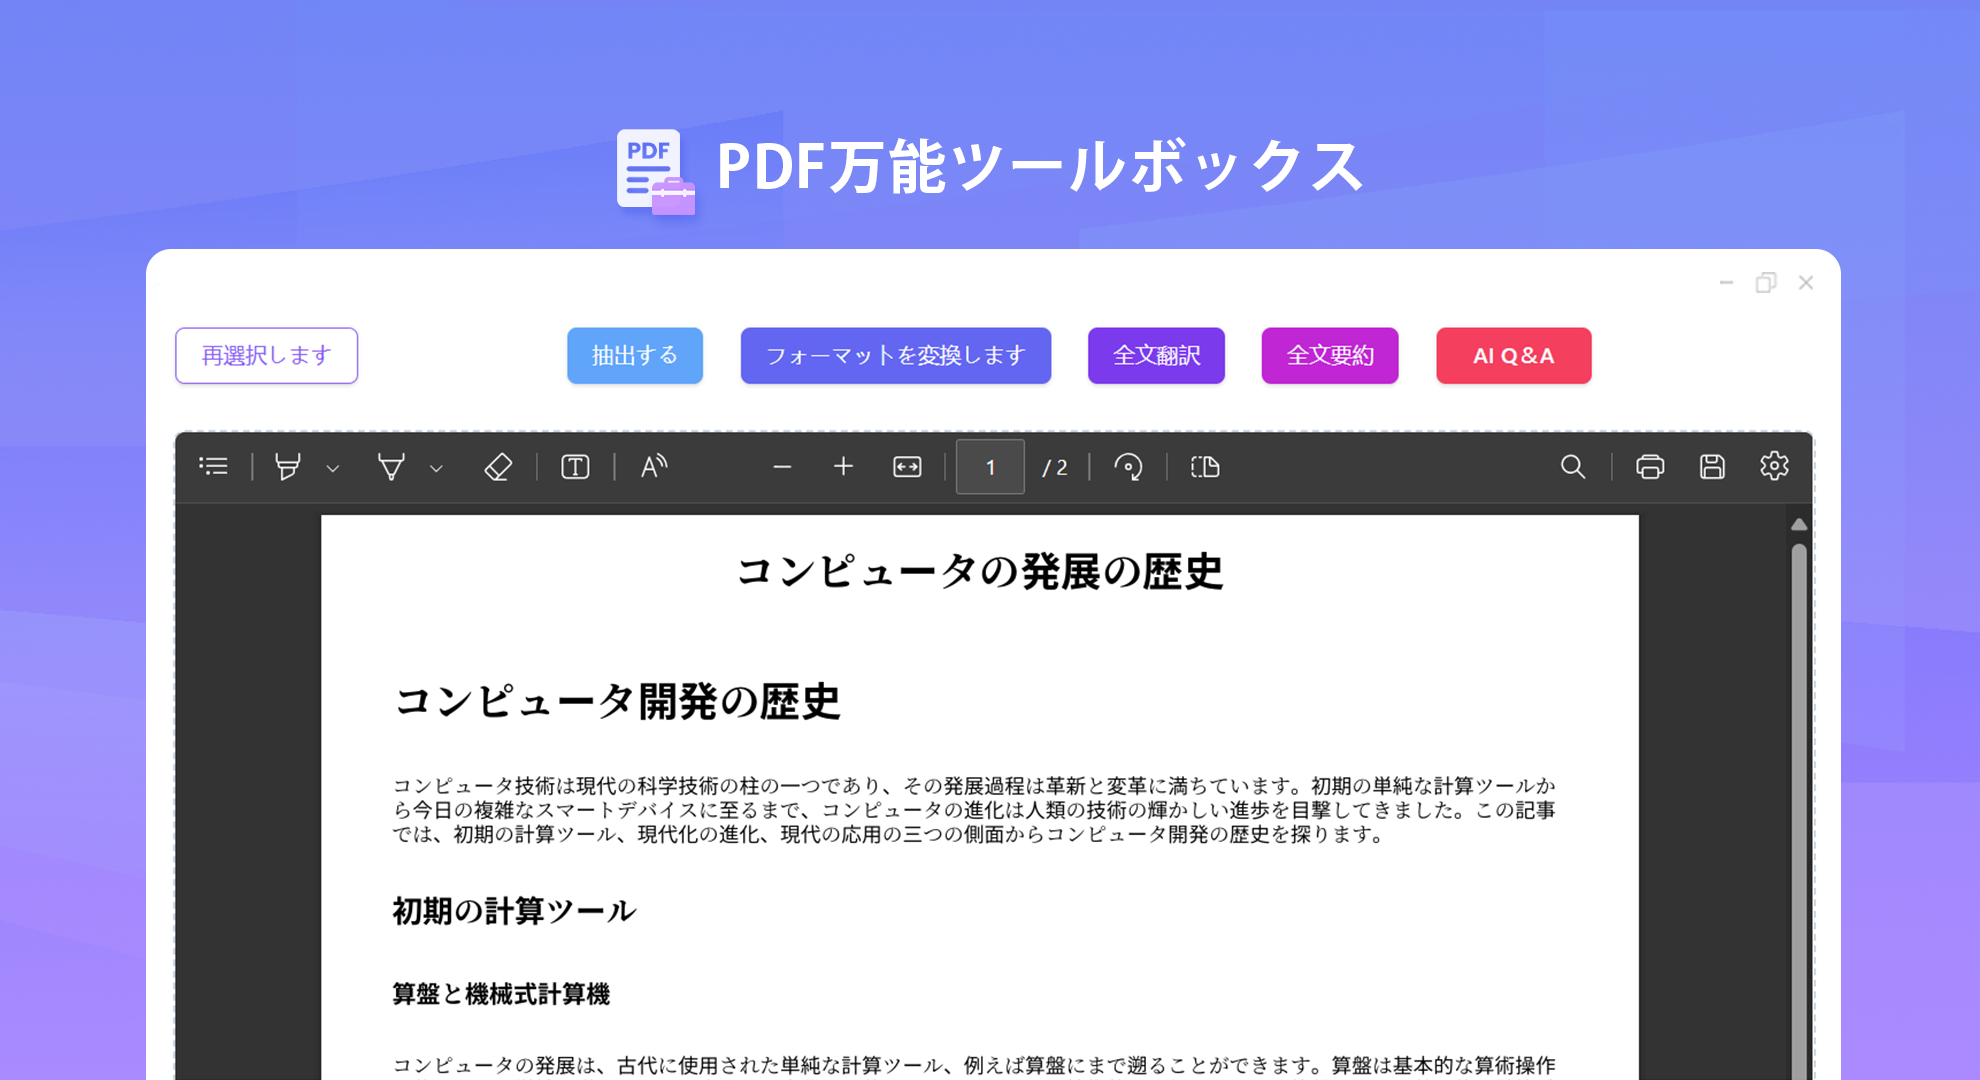 PDF
PDF万能ツールボックス
再選択します
抽出する
フォーマットを変換します
全文翻訳
全文要約
AI Q&A
1
/ 2
コンピュータの発展の歴史
コンピュータ開発の歴史
コンピュータ技術は現代の科学技術の柱の一つであり、その発展過程は革新と変革に満ちています。初期の単純な計算ツールか
ら今日の複雑なスマートデバイスに至るまで、コンピュータの進化は人類の技術の輝かしい進歩を目撃してきました。この記事
では、初期の計算ツール、現代化の進化、現代の応用の三つの側面からコンピュータ開発の歴史を探ります。
初期の計算ツール
算盤と機械式計算機
コンピュータの発展は、古代に使用された単純な計算ツール、例えば算盤にまで遡ることができます。算盤は基本的な算術操作